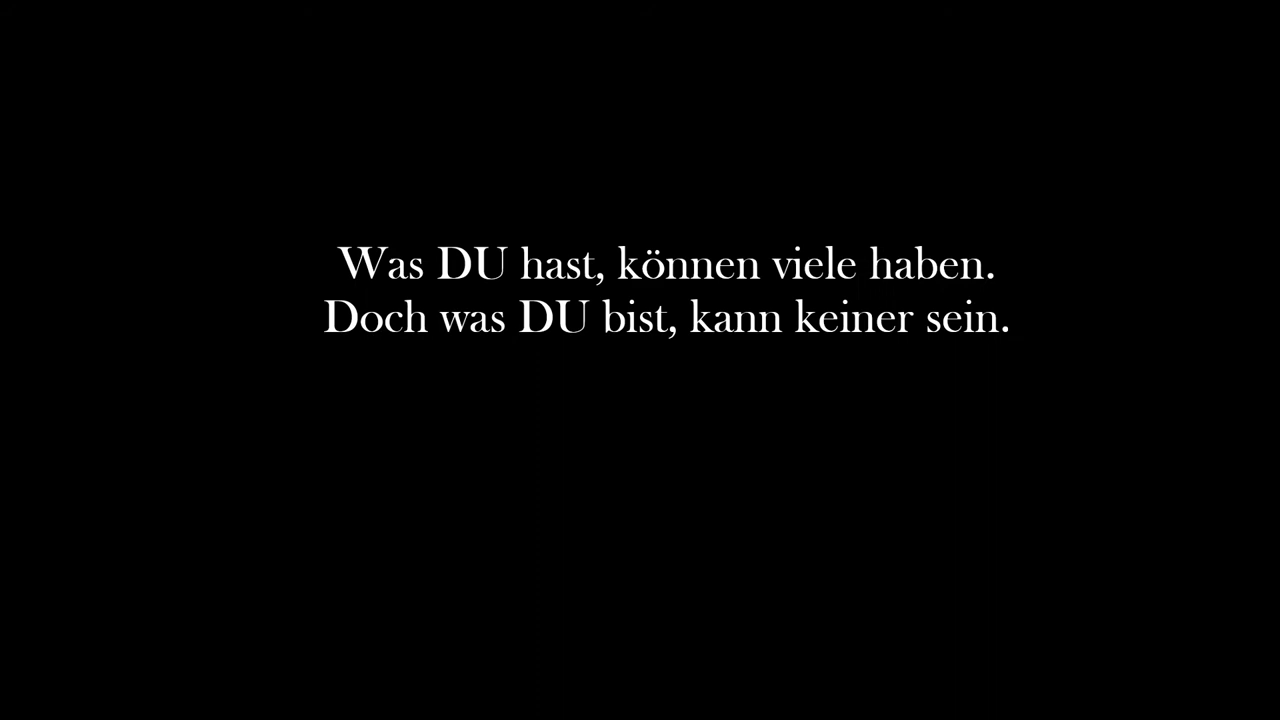 Was DU hast, können viele haben.
Doch was DU bist, kann keiner sein.